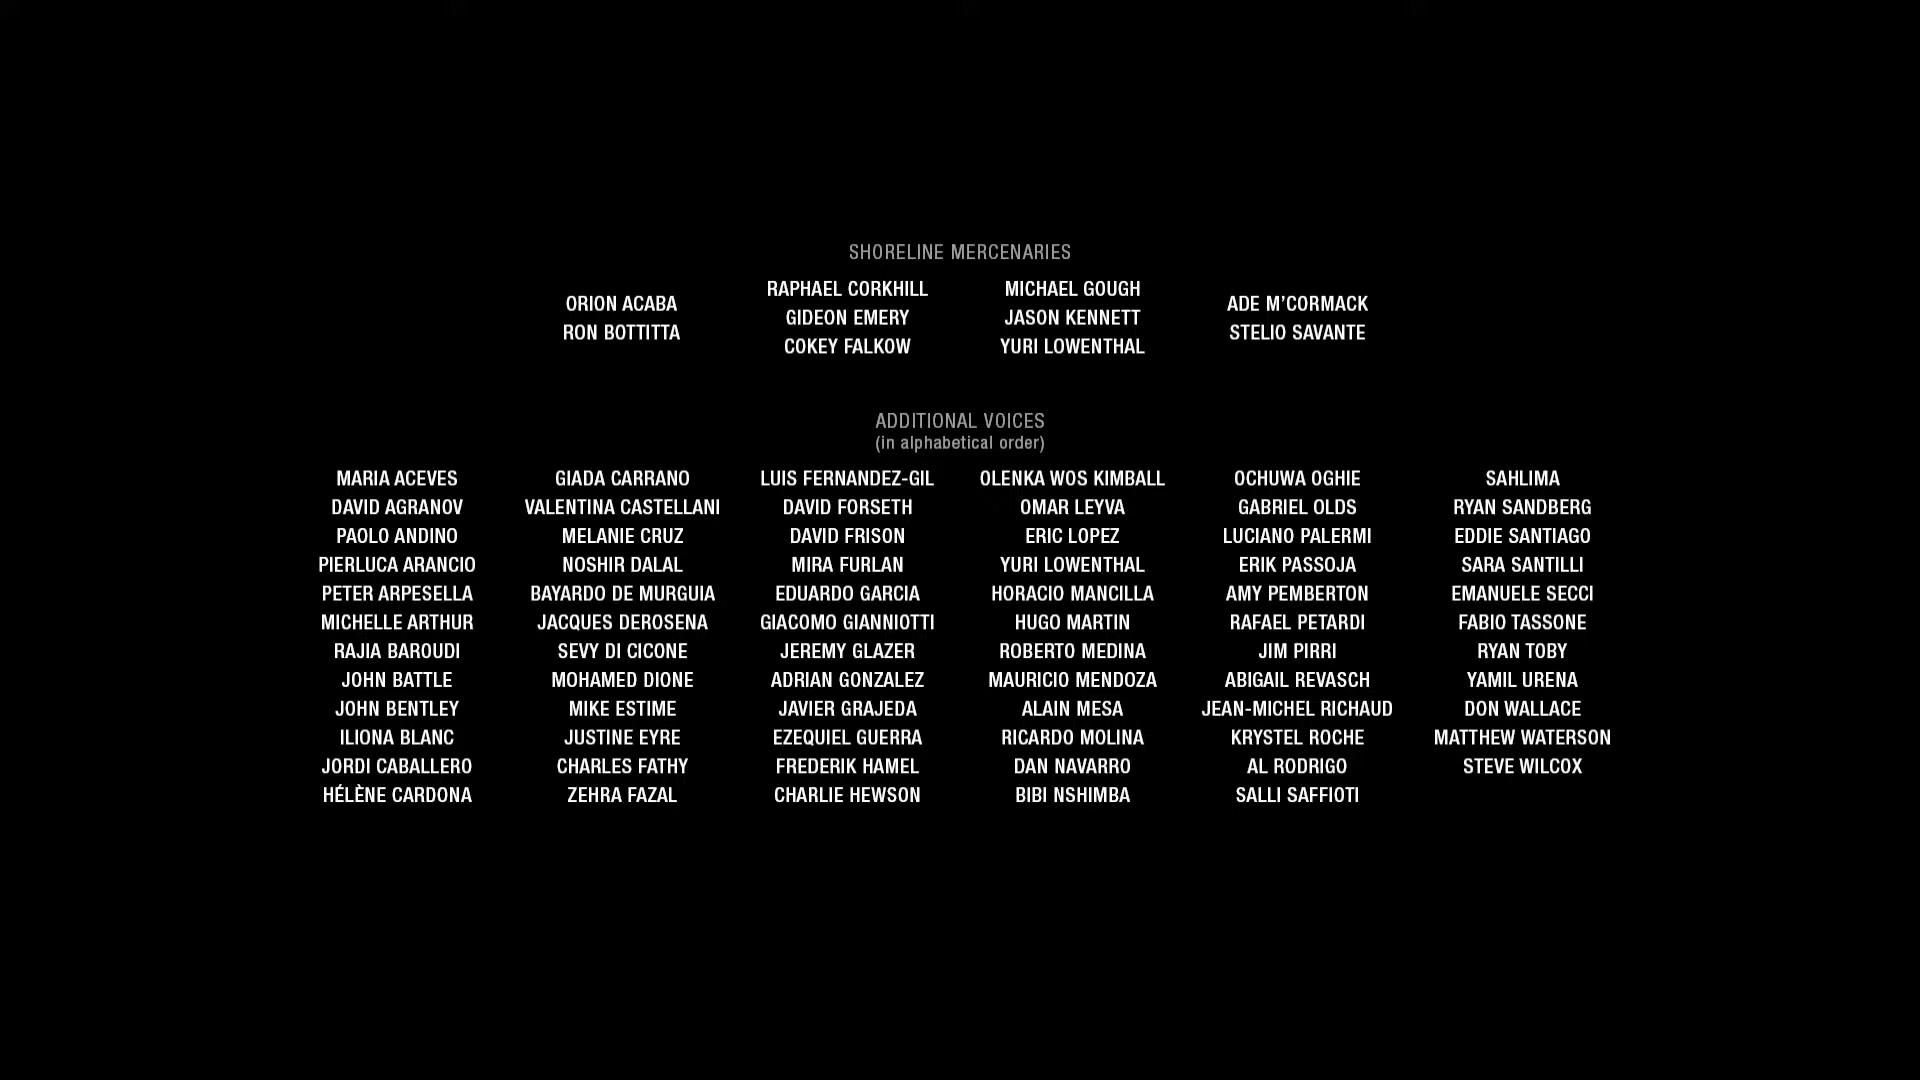 SHORELINE MERCENARIES
ORION ACABA
RON BOTTITTA
RAPHAEL CORKHILL
GIDEON EMERY
COKEY FALKOW
MICHAEL GOUGH
JASON KENNETT
YURI LOWENTHAL
ADE M’CORMACK
STELIO SAVANTE
ADDITIONAL VOICES
(in alphabetical order)
MARIA ACEVES
DAVID AGRANOV
PAOLO ANDINO
PIERLUCA ARANCIO
PETER ARPESELLA
MICHELLE ARTHUR
RAJIA BAROUDI
JOHN BATTLE
JOHN BENTLEY
ILIONA BLANC
JORDI CABALLERO
HÉLÈNE CARDONA
GIADA CARRANO
VALENTINA CASTELLANI
MELANIE CRUZ
NOSHIR DALAL
BAYARDO DE MURGUIA
JACQUES DEROSENA
SEVY DI CICONE
MOHAMED DIONE
MIKE ESTIME
JUSTINE EYRE
CHARLES FATHY
ZEHRA FAZAL
LUIS FERNANDEZ-GIL
DAVID FORSETH
DAVID FRISON
MIRA FURLAN
EDUARDO GARCIA
GIACOMO GIANNIOTTI
JEREMY GLAZER
ADRIAN GONZALEZ
JAVIER GRAJEDA
EZEQUIEL GUERRA
FREDERIK HAMEL
CHARLIE HEWSON
OLENKA WOS KIMBALL
OMAR LEYVA
ERIC LOPEZ
YURI LOWENTHAL
HORACIO MANCILLA
HUGO MARTIN
ROBERTO MEDINA
MAURICIO MENDOZA
ALAIN MESA
RICARDO MOLINA
DAN NAVARRO
BIBI NSHIMBA
OCHUWA OGHIE
GABRIEL OLDS
LUCIANO PALERMI
ERIK PASSOJA
AMY PEMBERTON
RAFAEL PETARDI
JIM PIRRI
ABIGAIL REVASCH
JEAN-MICHEL RICHAUD
KRYSTEL ROCHE
AL RODRIGO
SALLI SAFFIOTI
SAHLIMA
RYAN SANDBERG
EDDIE SANTIAGO
SARA SANTILLI
EMANUELE SECCI
FABIO TASSONE
RYAN TOBY
YAMIL URENA
DON WALLACE
MATTHEW WATERSON
STEVE WILCOX